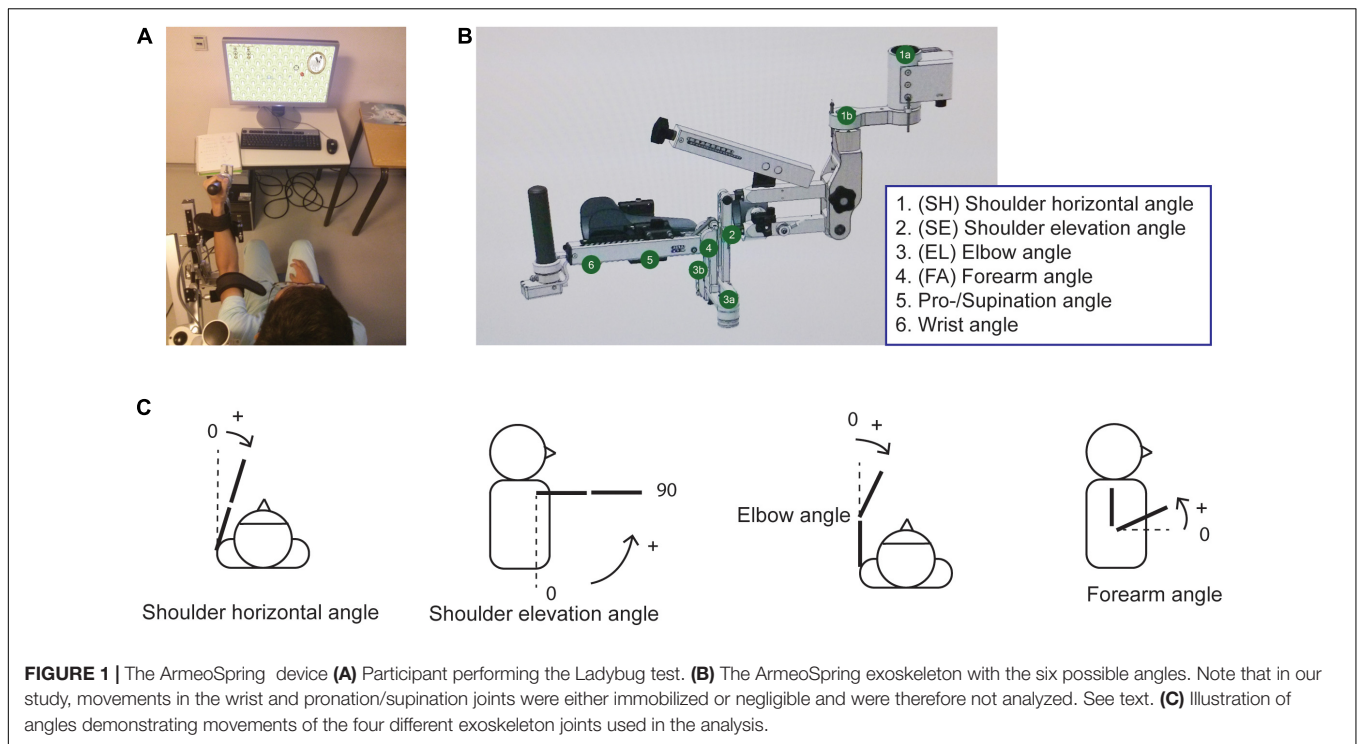 A
B
1a
1b
2
4
3b
5
6
3a
1. (SH) Shoulder horizontal angle
2. (SE) Shoulder elevation angle
3. (EL) Elbow angle
4. (FA) Forearm angle
5. Pro-/Supination angle
6. Wrist angle
C
0 +
Shoulder horizontal angle
90
+
0
Shoulder elevation angle
0 +
Elbow angle
+
0
Forearm angle
FIGURE 1 | The ArmeoSpring device (A) Participant performing the Ladybug test. (B) The ArmeoSpring exoskeleton with the six possible angles. Note that in our
study, movements in the wrist and pronation/supination joints were either immobilized or negligible and were therefore not analyzed. See text. (C) Illustration of
angles demonstrating movements of the four different exoskeleton joints used in the analysis.